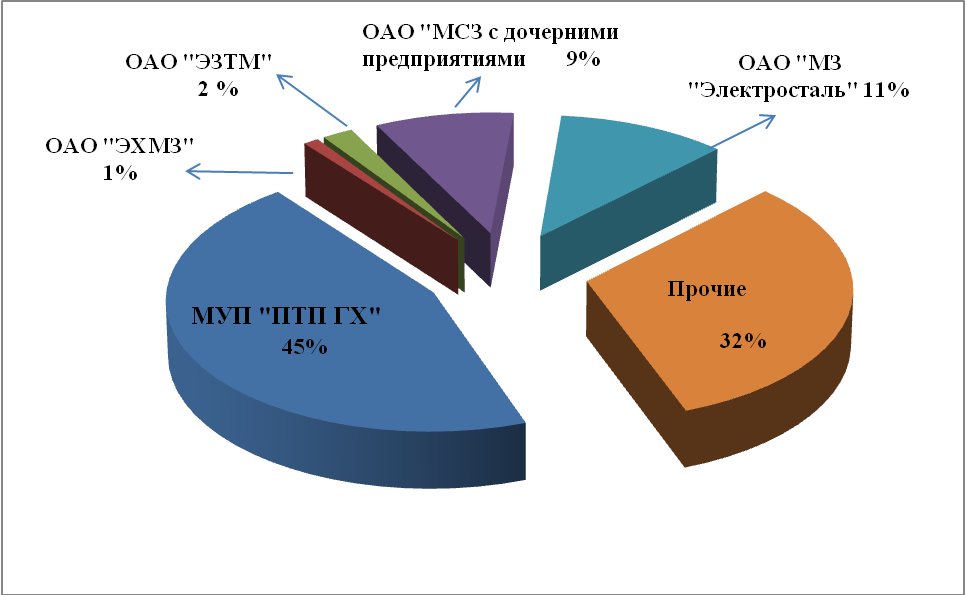 ОАО "МСЗ с дочерними
предприятиями 9%
ОАО "ЭЗТМ"
2 %
ОАО "МЗ
"Электросталь" 11%
ОАО "ЭХМЗ"
1%
МУП "ПТП ГХ"
45%
Прочие
32%